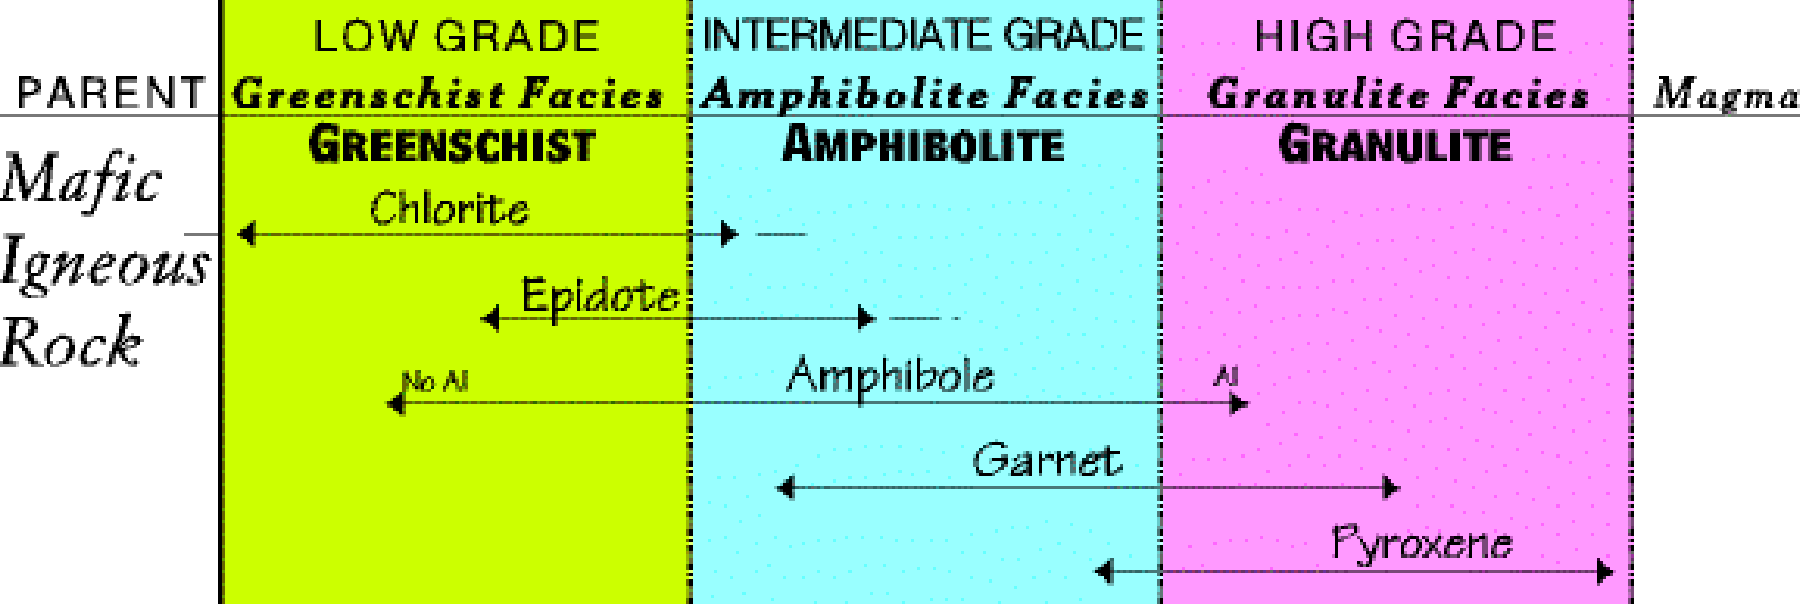 LOW GRADE INTERMEDIATE GRADE HIGH GRADE
PARENT Greenschist Facies Amphibolite Facies Granulite Facies Magma
GREENSCHIST AMPHIBOLITE GRANULITE
Mafic
Chlorite
Igneous
Epidote
Rock
No Al Amphibole Al
Garnet
Pyroxene